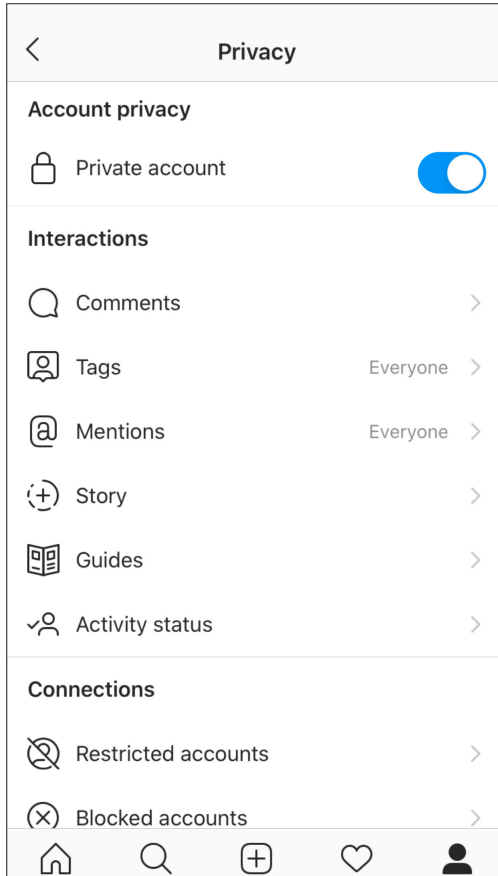 Privacy
Account privacy
Private account
Interactions
Comments
Tags Everyone
Mentions Everyone
Story
Guides
Activity status
Connections
Restricted accounts
Blocked accounts